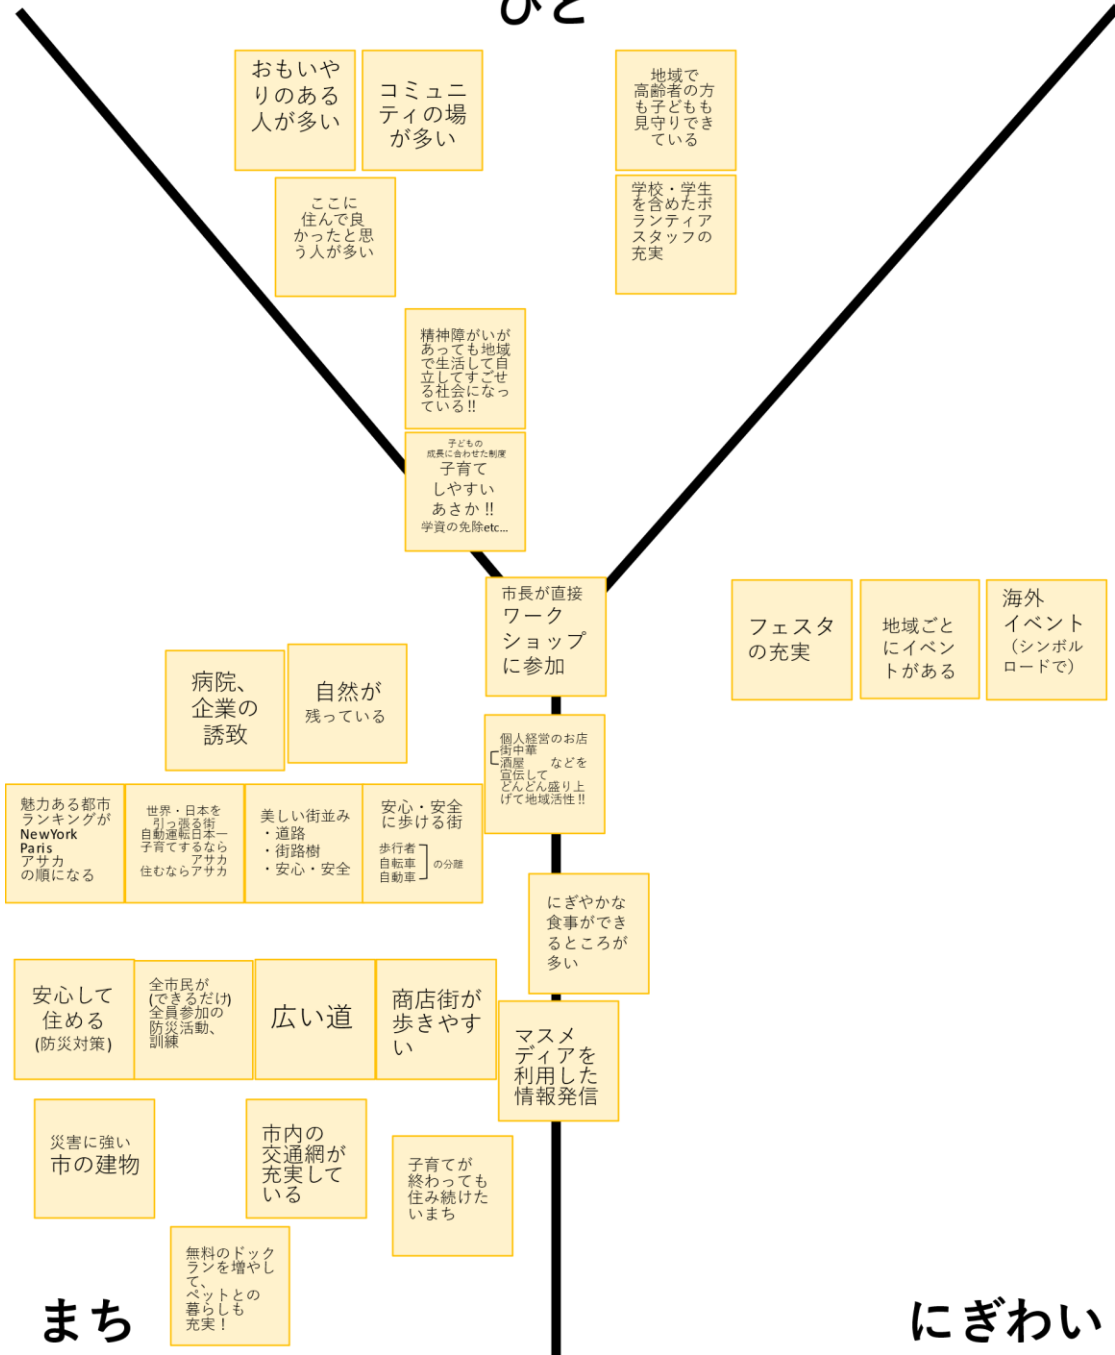 ひと
おもいや
りのある
人が多い
コミュニ
ティの場
が多い
地域で
高齢者の方
も子どもも
見守りでき
ている
ここに
住んで良
かったと思
う人が多い
学校・学生
を含めたボ
ランティア
スタッフの
充実
精神障がいが
あっても地域
で生活して自
立してすごせ
る社会になっ
ている!!
子どもの
成長に合わせた制度
子育て
しやすい
あさか!!
学資の免除etc...
市長が直接
ワーク
ショップ
に参加
フェスタ
の充実
地域ごと
にイベン
トがある
海外
イベント
（シンボル
ロードで）
病院、
企業の
誘致
自然が
残っている
個人経営のお店
街中華
酒屋 などを
宣伝して
どんどん盛り上
げて地域活性!!
魅力ある都市
ランキングが
NewYork
Paris
アサカ
の順になる
世界・日本を
引っ張る街
自動運転日本一
子育てするなら
アサカ
住むならアサカ
美しい街並み
・道路
・街路樹
・安心・安全
安心・安全
に歩ける街
歩行者
自転車 の分離
自動車
にぎやかな
食事ができ
るところが
多い
安心して
住める
(防災対策)
全市民が
(できるだけ)
全員参加の
防災活動、
訓練
広い道
商店街が
歩きやす
い
マスメ
ディアを
利用した
情報発信
災害に強い
市の建物
市内の
交通網が
充実して
いる
子育てが
終わっても
住み続けた
いまち
無料のドック
ランを増やし
て、
ペットとの
暮らしも
充実！
まち
にぎわい